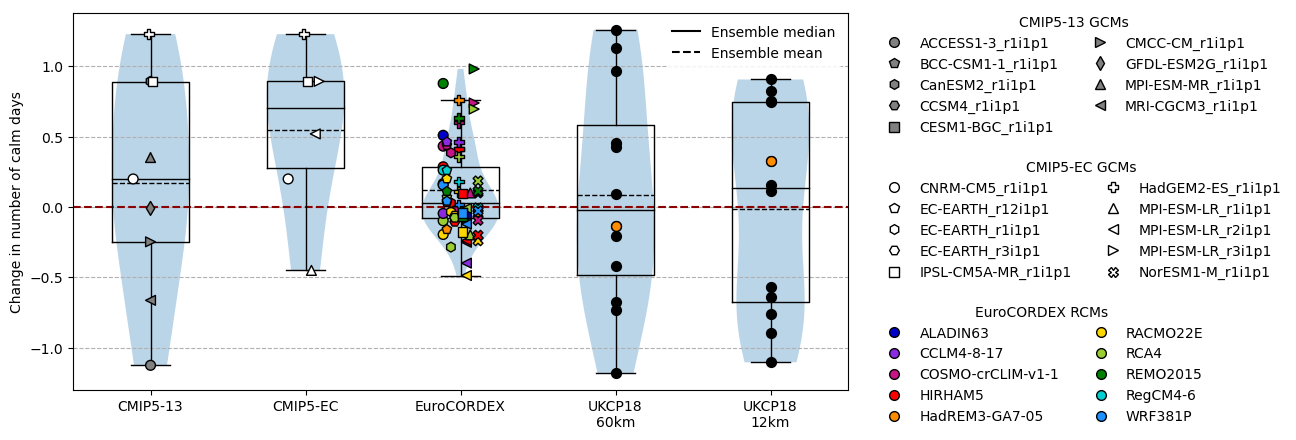 Change in number of calm days
1.0
0.5
0.0
−0.5
−1.0
Ensemble median
Ensemble mean
CMIP5-13
CMIP5-EC
EuroCORDEX
UKCP18
60km
UKCP18
12km
CMIP5-13 GCMs
ACCESS1-3_r1i1p1
BCC-CSM1-1_r1i1p1
CanESM2_r1i1p1
CCSM4_r1i1p1
CESM1-BGC_r1i1p1
CMCC-CM_r1i1p1
GFDL-ESM2G_r1i1p1
MPI-ESM-MR_r1i1p1
MRI-CGCM3_r1i1p1
CMIP5-EC GCMs
CNRM-CM5_r1i1p1
EC-EARTH_r12i1p1
EC-EARTH_r1i1p1
EC-EARTH_r3i1p1
IPSL-CM5A-MR_r1i1p1
HadGEM2-ES_r1i1p1
MPI-ESM-LR_r1i1p1
MPI-ESM-LR_r2i1p1
MPI-ESM-LR_r3i1p1
NorESM1-M_r1i1p1
EuroCORDEX RCMs
ALADIN63
CCLM4-8-17
COSMO-crCLIM-v1-1
HIRHAM5
HadREM3-GA7-05
RACMO22E
RCA4
REMO2015
RegCM4-6
WRF381P